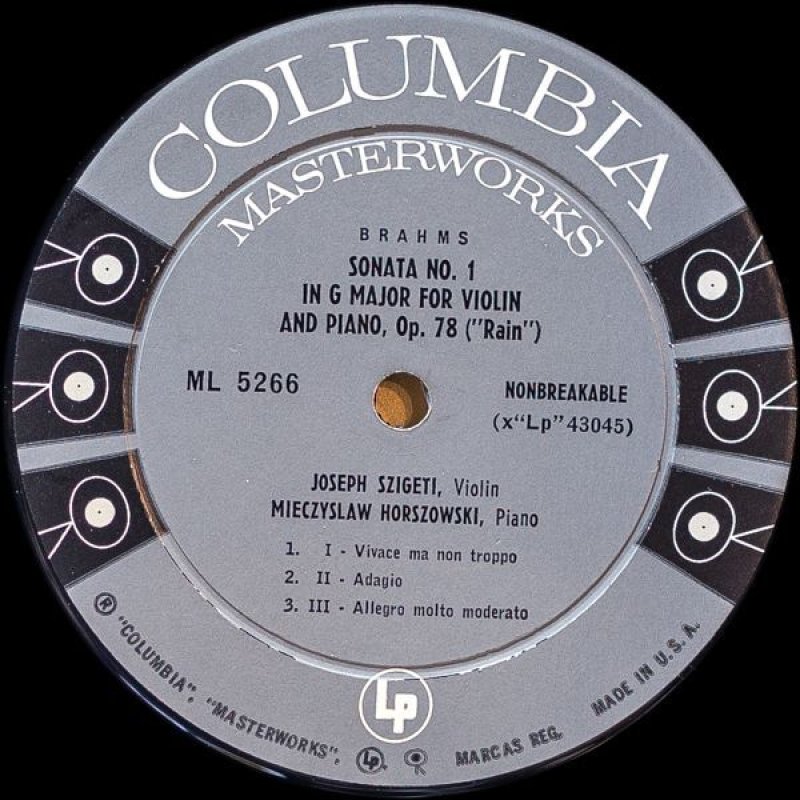 COLUMBIA
MASTERWORKS
BRAHMS
SONATA NO. 1
IN G MAJOR FOR VIOLIN
AND PIANO, Op. 78 ("Rain")
ML 5266
NONBREAKABLE
(x"Lp"43045)
JOSEPH SZIGETI, Violin
MIECZYSLAW HORSZOWSKI, Piano
1. I - Vivace ma non troppo
2. II - Adagio
3. III - Allegro molto moderato
Lp
® "COLUMBIA", "MASTERWORKS", Lp MARCAS REG. MADE IN U.S.A.